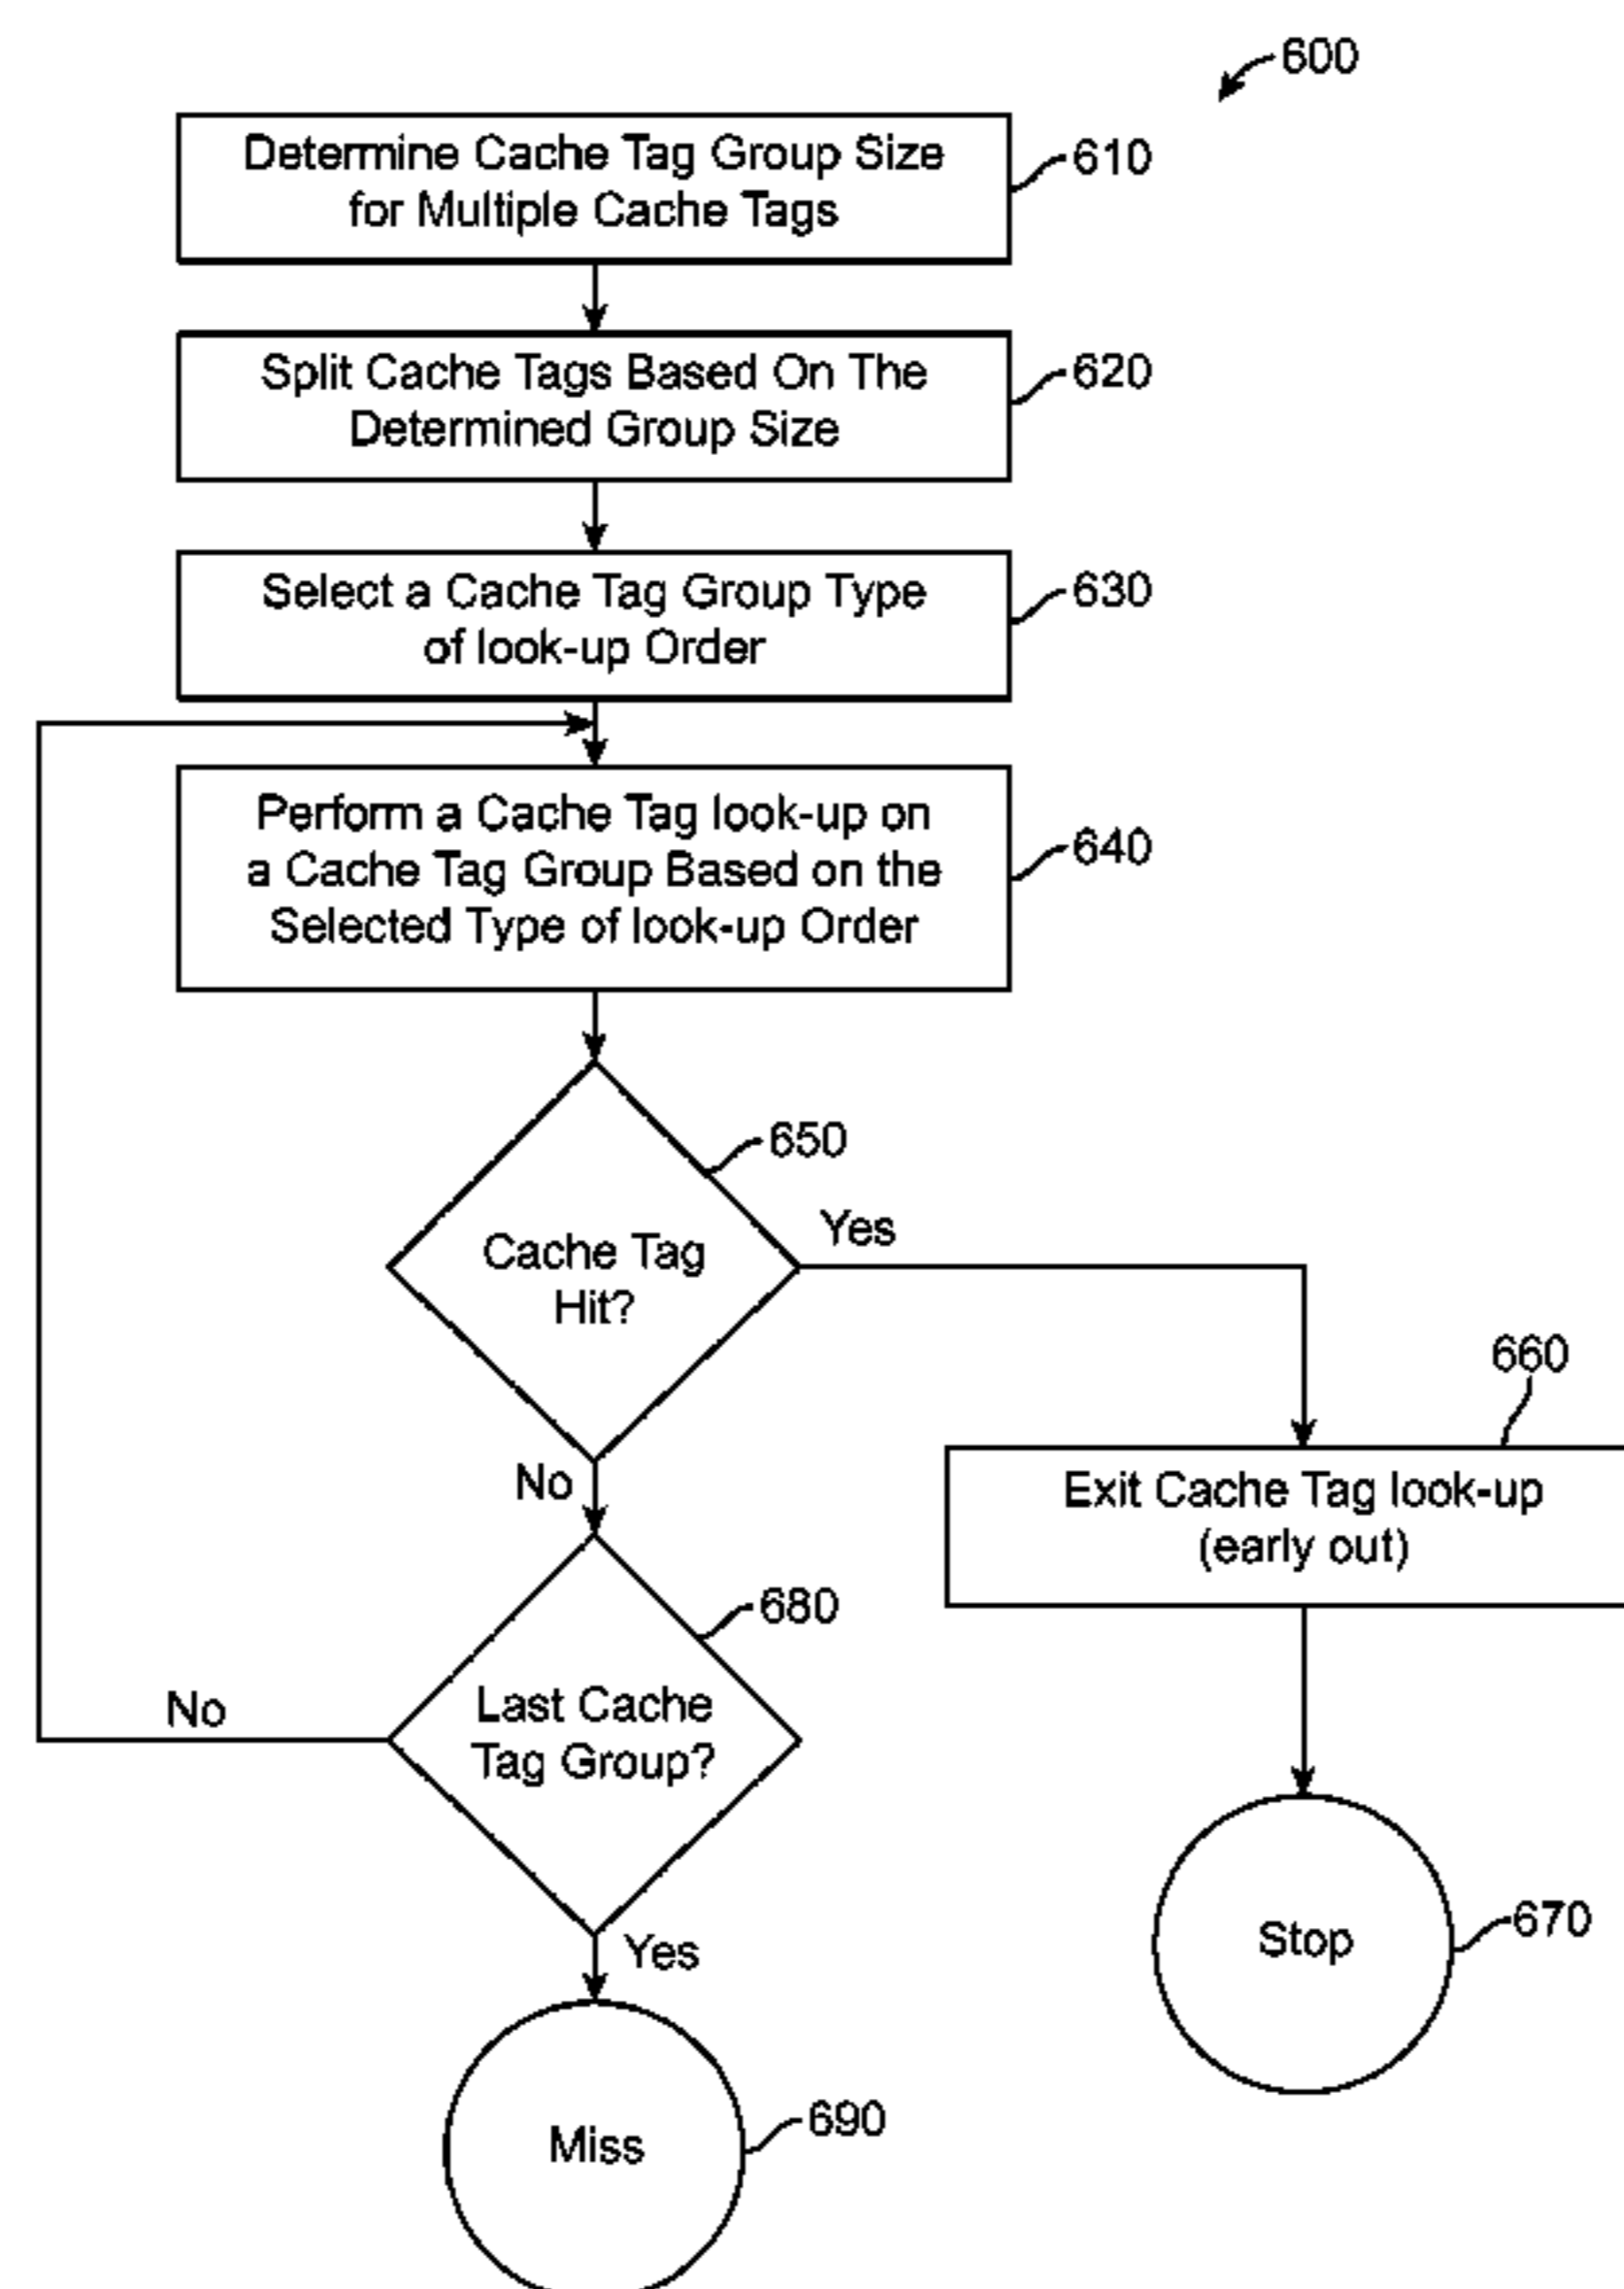 600
Determine Cache Tag Group Size
for Multiple Cache Tags
610
Split Cache Tags Based On The
Determined Group Size
620
Select a Cache Tag Group Type
of look-up Order
630
Perform a Cache Tag look-up on
a Cache Tag Group Based on the
Selected Type of look-up Order
640
650
Cache Tag
Hit?
Yes
No
660
Exit Cache Tag look-up
(early out)
680
Last Cache
Tag Group?
No
Yes
Stop
670
Miss
690